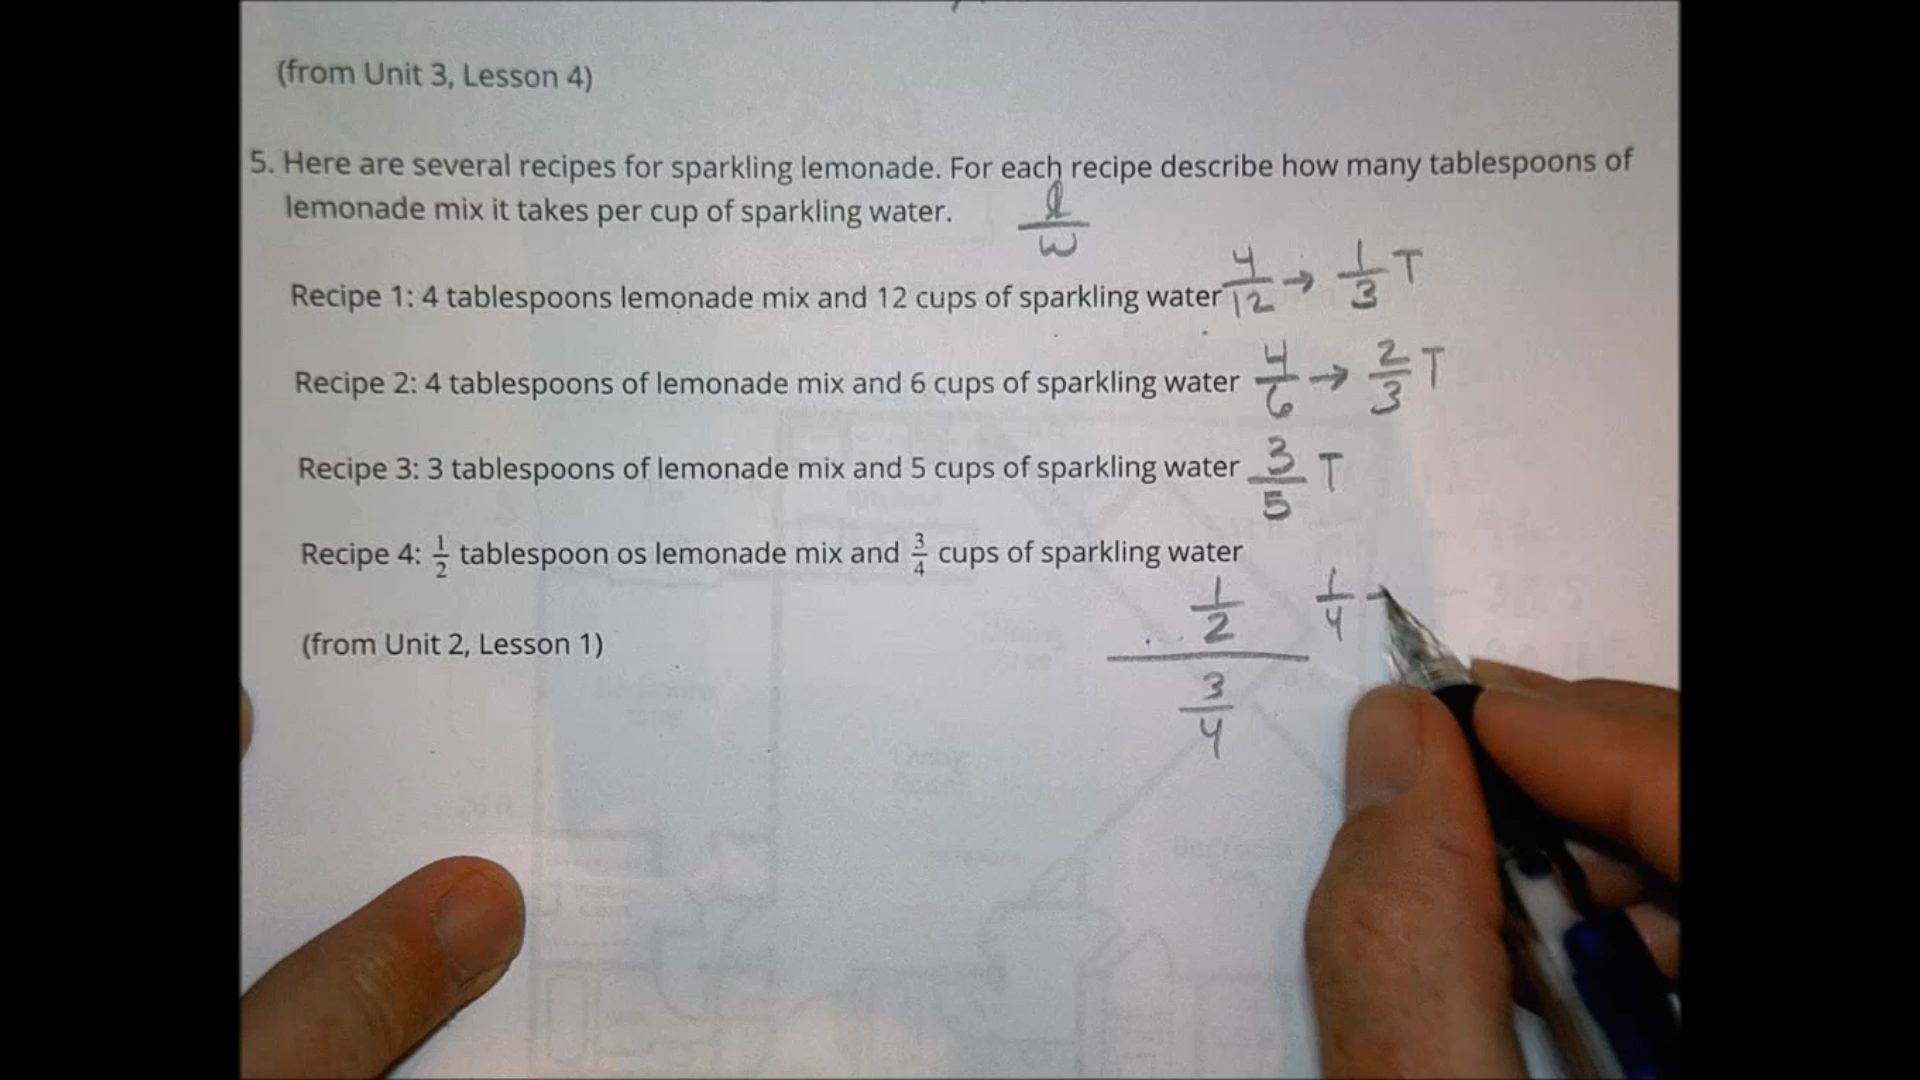 (from Unit 3, Lesson 4)
5. Here are several recipes for sparkling lemonade. For each recipe describe how many tablespoons of
lemonade mix it takes per cup of sparkling water. l/w
Recipe 1: 4 tablespoons lemonade mix and 12 cups of sparkling water 4/12 → 1/3 T
Recipe 2: 4 tablespoons of lemonade mix and 6 cups of sparkling water 4/6 → 2/3 T
Recipe 3: 3 tablespoons of lemonade mix and 5 cups of sparkling water 3/5 T
Recipe 4: 1/2 tablespoon os lemonade mix and 3/4 cups of sparkling water
1/2 1/4 -
(from Unit 2, Lesson 1)
3/4